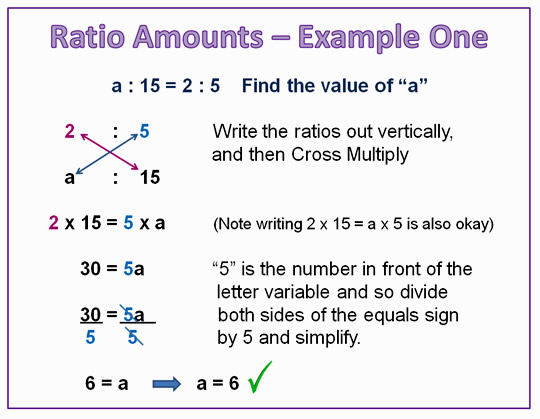 Ratio Amounts – Example One
a : 15 = 2 : 5 Find the value of “a”
2 : 5 Write the ratios out vertically,
and then Cross Multiply
a : 15
2 x 15 = 5 x a (Note writing 2 x 15 = a x 5 is also okay)
30 = 5a “5” is the number in front of the
letter variable and so divide
30 = 5a both sides of the equals sign
5 5 by 5 and simplify.
6 = a ⇨ a = 6 ✓